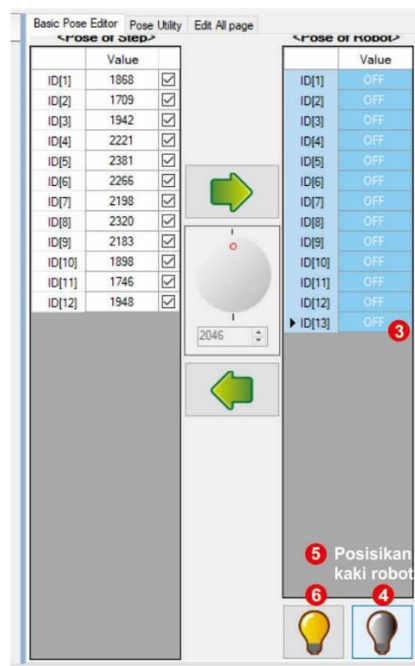 Basic Pose Editor Pose Utility Edit All page
<Pose of Step> <Pose of Robot>
Value Value
ID[1] 1868 ID[1] OFF
ID[2] 1709 ID[2] OFF
ID[3] 1942 ID[3] OFF
ID[4] 2221 ID[4] OFF
ID[5] 2381 ID[5] OFF
ID[6] 2266 ID[6] OFF
ID[7] 2198 ID[7] OFF
ID[8] 2320 ID[8] OFF
ID[9] 2183 ID[9] OFF
ID[10] 1898 ID[10] OFF
ID[11] 1746 ID[11] OFF
ID[12] 1948 ID[12] OFF
ID[13] OFF
3
2046
5 Posisikan
kaki robot
6 4